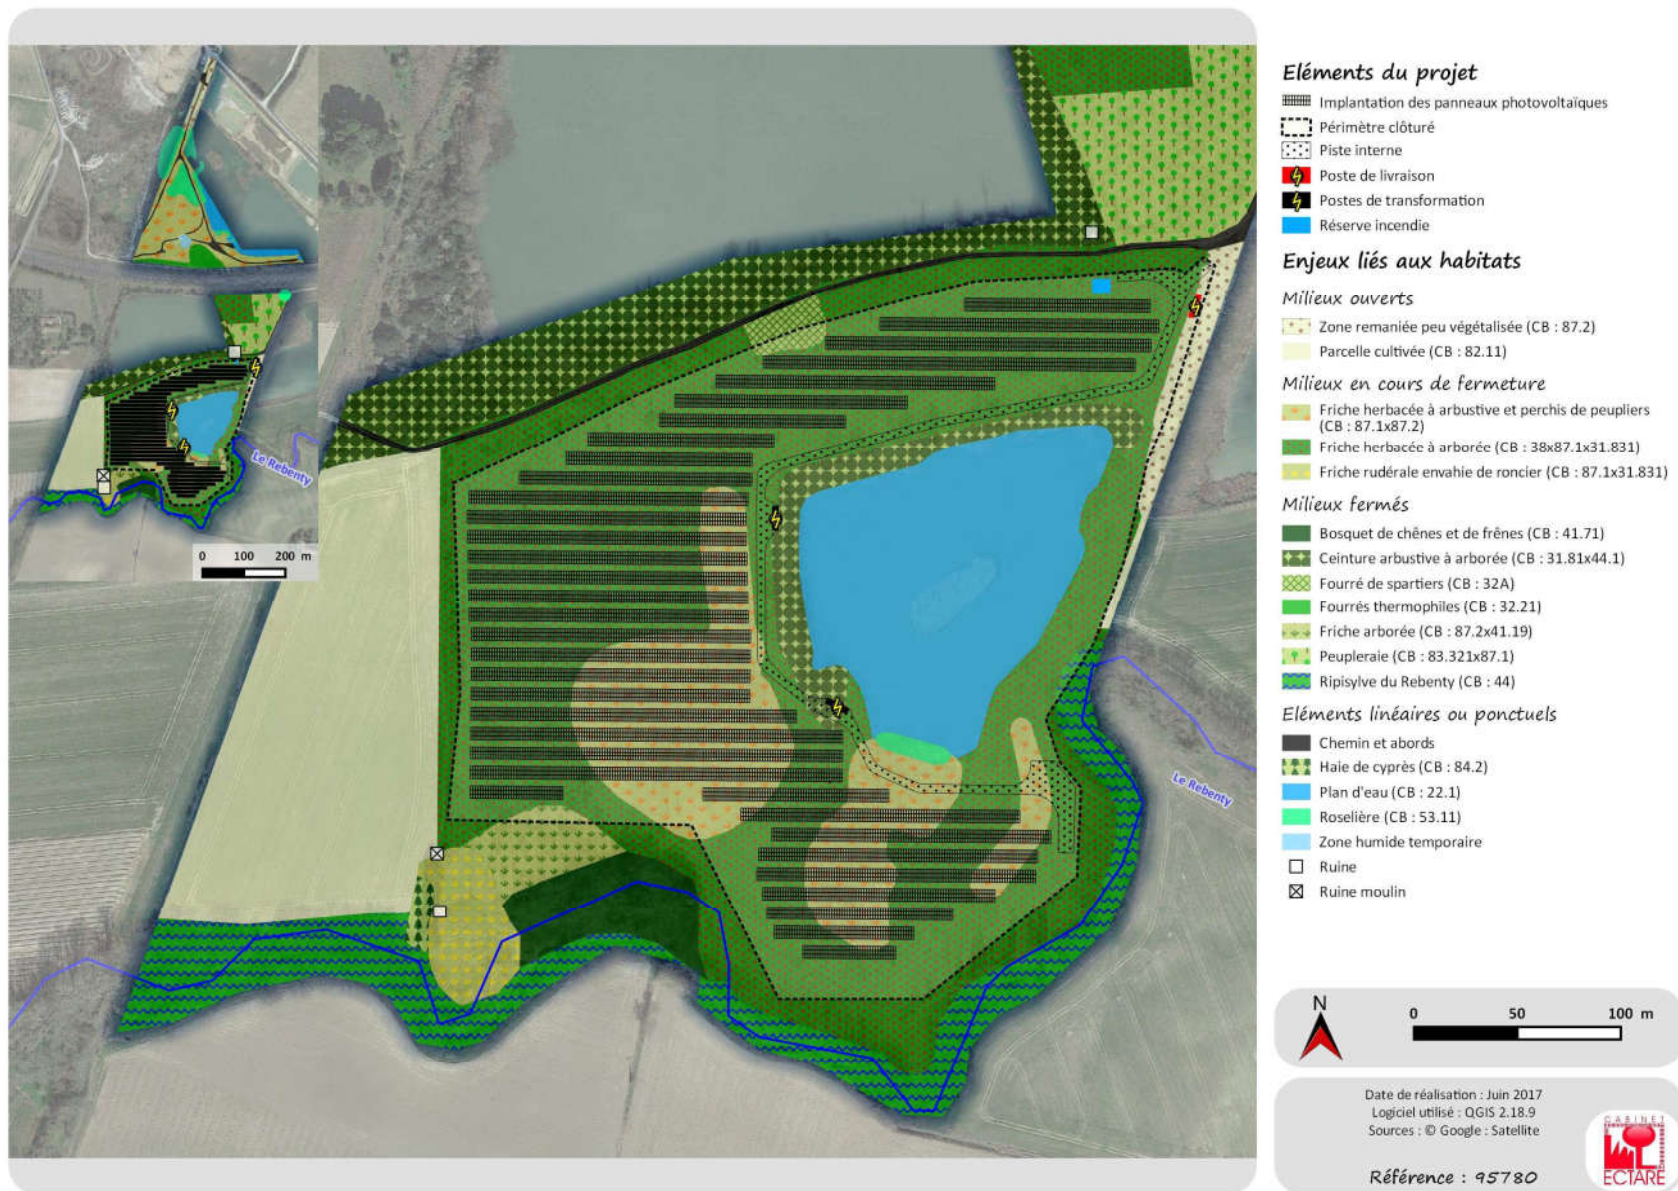 Eléments du projet
Implantation des panneaux photovoltaïques
Périmètre clôturé
Piste interne
Poste de livraison
Postes de transformation
Réserve incendie
Enjeux liés aux habitats
Milieux ouverts
Zone remaniée peu végétalisée (CB : 87.2)
Parcelle cultivée (CB : 82.11)
Milieux en cours de fermeture
Friche herbacée à arbustive et perchis de peupliers
(CB : 87.1x87.2)
Friche herbacée à arborée (CB : 38x87.1x31.831)
Friche rudérale envahie de roncier (CB : 87.1x31.831)
Milieux fermés
Bosquet de chênes et de frênes (CB : 41.71)
Ceinture arbustive à arborée (CB : 31.81x44.1)
Fourré de spartiers (CB : 32A)
Fourrés thermophiles (CB : 32.21)
Friche arborée (CB : 87.2x41.19)
Peupleraie (CB : 83.321x87.1)
Ripisylve du Rebenty (CB : 44)
Eléments linéaires ou ponctuels
Chemin et abords
Haie de cyprès (CB : 84.2)
Plan d'eau (CB : 22.1)
Roselière (CB : 53.11)
Zone humide temporaire
Ruine
Ruine moulin
Le Rebenty
0 100 200 m
Le Rebenty
N
0 50 100 m
Date de réalisation : Juin 2017
Logiciel utilisé : QGIS 2.18.9
Sources : © Google : Satellite
Référence : 95780
CABINET
ECTARE